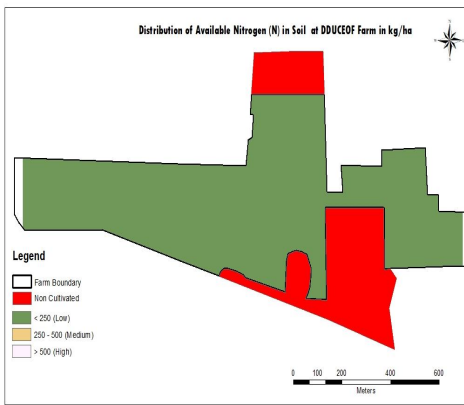 Distribution of Available Nitrogen (N) in Soil at DDUCEOF Farm in kg/ha
Legend
Farm Boundary
Non Cultivated
< 250 (Low)
250 - 500 (Medium)
> 500 (High)
0 100 200 400 600
Meters